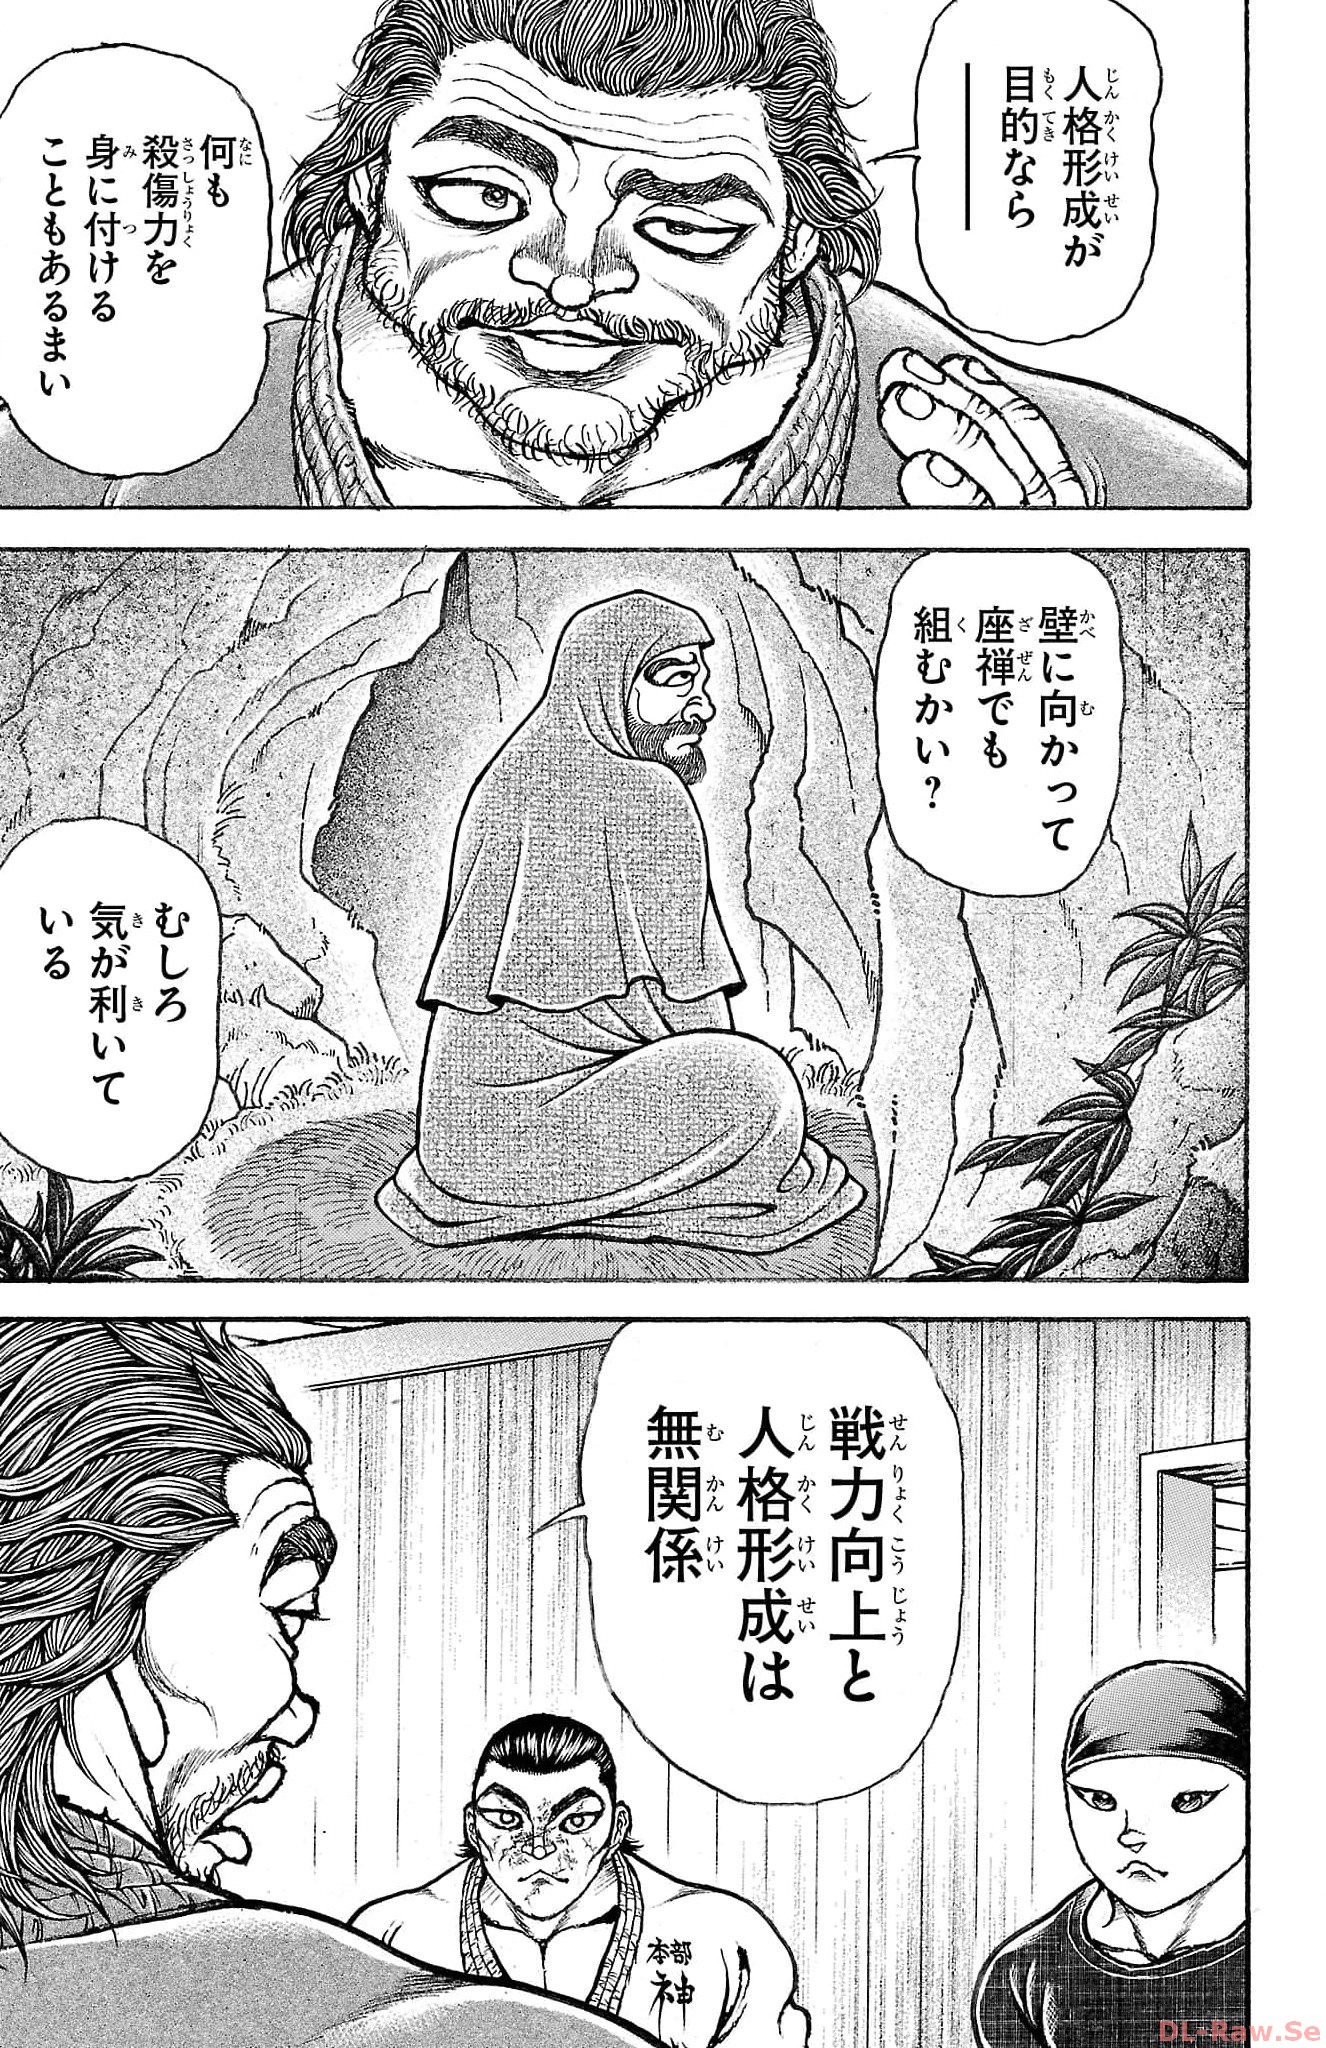 人格形成が
目的なら
――
何も
殺傷力を
身に付ける
こともあるまい
壁に向かって
座禅でも
組むかい?
むしろ
気が利いて
いる
戦力向上と
人格形成は
無関係
本部
神
DL-Raw.Se